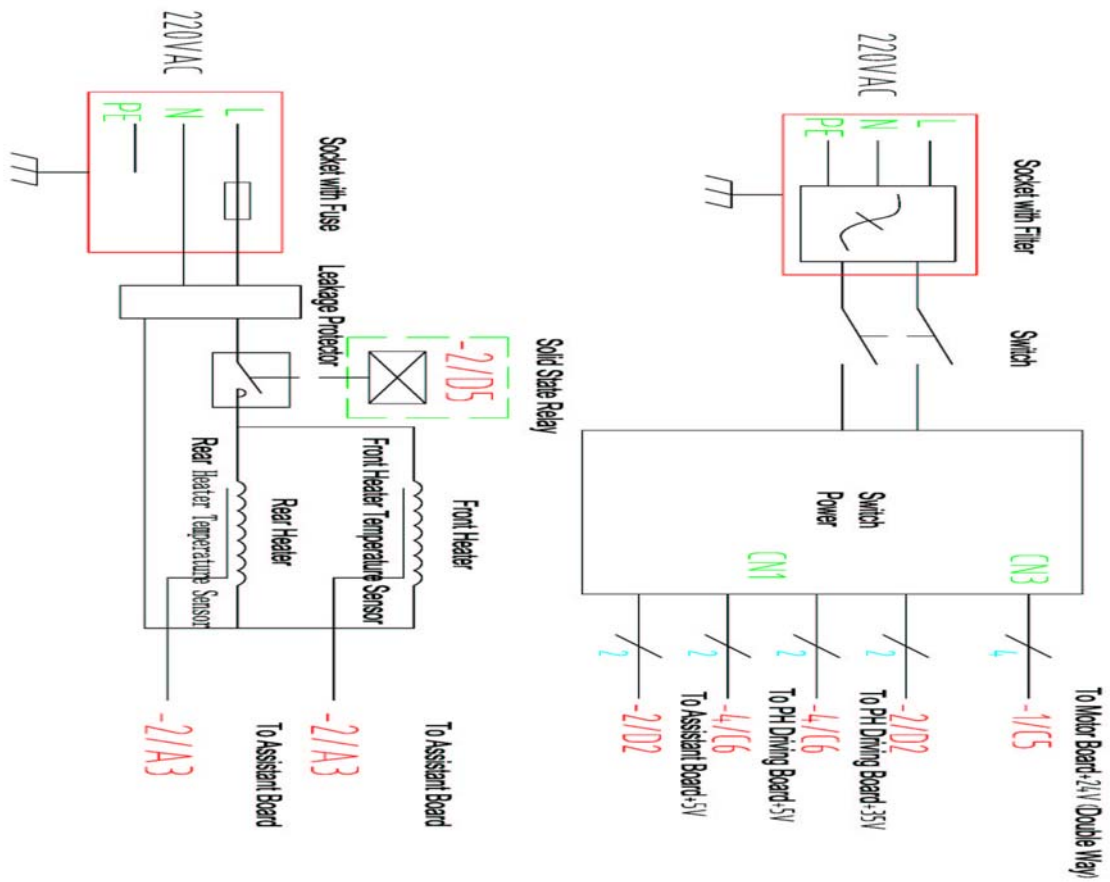 220VAC
L
N
PE
Socket with Filter
Switch
Switch
Power
CN3
CN1
4
2
2
2
2
-1/C5
-2/D2
-4/C6
-4/C6
-2/D2
To Motor Board+24V (Double Way)
To PH Driving Board+35V
To PH Driving Board+5V
To Assistant Board+5V
220VAC
L
N
PE
Socket with Fuse
Leakage Protector
Solid State Relay
-2/D5
Front Heater
Front Heater Temperature Sensor
Rear Heater
Rear Heater Temperature Sensor
To Assistant Board
-2/A3
To Assistant Board
-2/A3